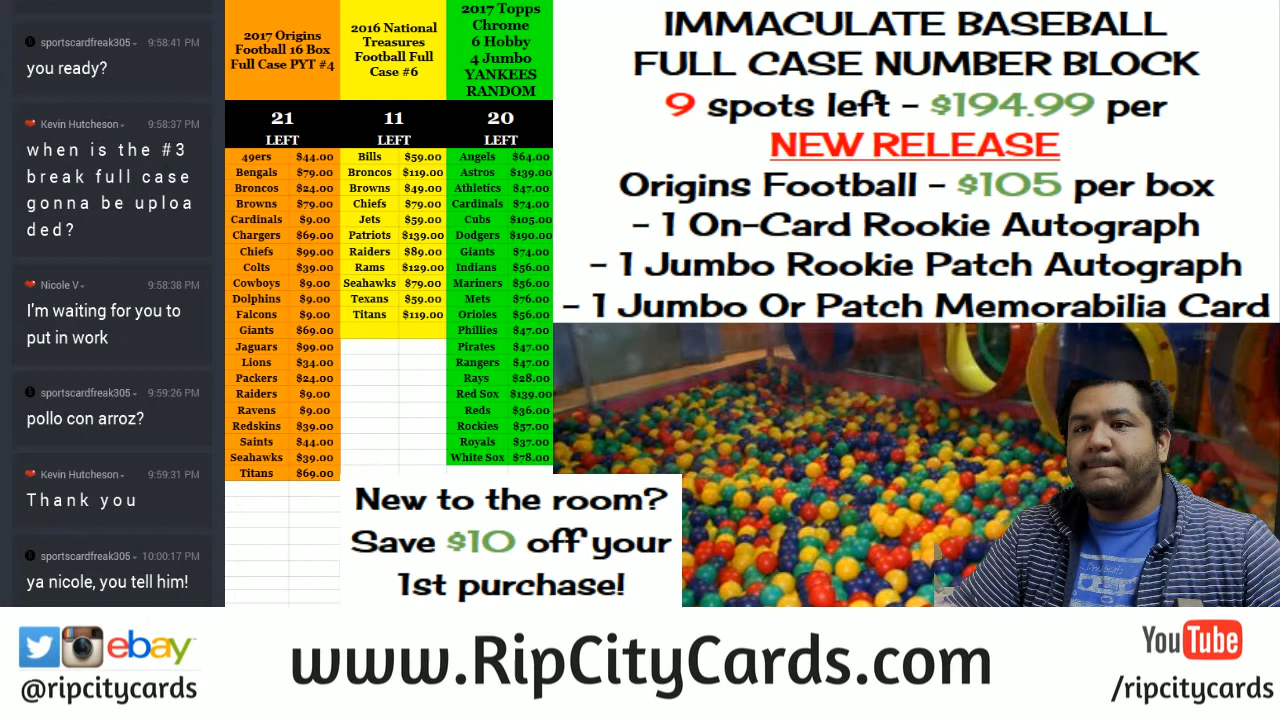 sportscardfreak305 9:58:41 PM
you ready?
Kevin Hutcheson 9:58:37 PM
when is the #3
break full case
gonna be uploa
ded?
Nicole V 9:58:38 PM
I'm waiting for you to
put in work
sportscardfreak305 9:59:26 PM
pollo con arroz?
Kevin Hutcheson 9:59:31 PM
Thank you
sportscardfreak305 10:00:17 PM
ya nicole, you tell him!
2017 Origins
Football 16 Box
Full Case PYT #4
21
LEFT
49ers $44.00
Bengals $79.00
Broncos $24.00
Browns $79.00
Cardinals $9.00
Chargers $69.00
Chiefs $99.00
Colts $39.00
Cowboys $9.00
Dolphins $9.00
Falcons $9.00
Giants $69.00
Jaguars $99.00
Lions $34.00
Packers $24.00
Raiders $9.00
Ravens $9.00
Redskins $39.00
Saints $44.00
Seahawks $39.00
Titans $69.00
2016 National
Treasures
Football Full
Case #6
11
LEFT
Bills $59.00
Broncos $119.00
Browns $49.00
Chiefs $79.00
Jets $59.00
Patriots $139.00
Raiders $89.00
Rams $129.00
Seahawks $79.00
Texans $59.00
Titans $119.00
2017 Topps
Chrome
6 Hobby
4 Jumbo
YANKEES
RANDOM
20
LEFT
Angels $64.00
Astros $139.00
Athletics $47.00
Cardinals $74.00
Cubs $105.00
Dodgers $190.00
Giants $74.00
Indians $56.00
Mariners $56.00
Mets $76.00
Orioles $56.00
Phillies $47.00
Pirates $47.00
Rangers $47.00
Rays $28.00
Red Sox $139.00
Reds $36.00
Rockies $57.00
Royals $37.00
White Sox $78.00
IMMACULATE BASEBALL
FULL CASE NUMBER BLOCK
9 spots left - $194.99 per
NEW RELEASE
Origins Football - $105 per box
- 1 On-Card Rookie Autograph
- 1 Jumbo Rookie Patch Autograph
- 1 Jumbo Or Patch Memorabilia Card
New to the room?
Save $10 off your
1st purchase!
ebay
@ripcitycards
www.RipCityCards.com
YouTube
/ripcitycards